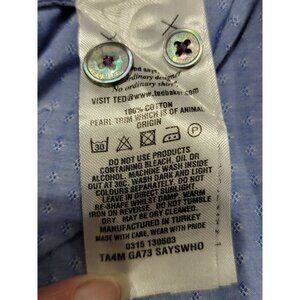 ordinary designer
No ordinary shirt
VISIT TED@WWW.TEDBAKER.COM
100% COTTON
PEARL TRIM WHICH IS OF ANIMAL
ORIGIN
30
DO NOT USE PRODUCTS
CONTAINING BLEACH, OIL OR
ALCOHOL. MACHINE WASH INSIDE
OUT AT 30C. WASH DARK AND LIGHT
COLOURS SEPARATELY. DO NOT
LEAVE IN DIRECT SUNLIGHT.
RE-SHAPE WHILST DAMP. WARM
IRON ON REVERSE. DO NOT TUMBLE
DRY. MAY BE DRY CLEANED
MANUFACTURED IN TURKEY
MADE WITH CARE, WEAR WITH PRIDE
0315 130503
TA4M GA73 SAYSWHO